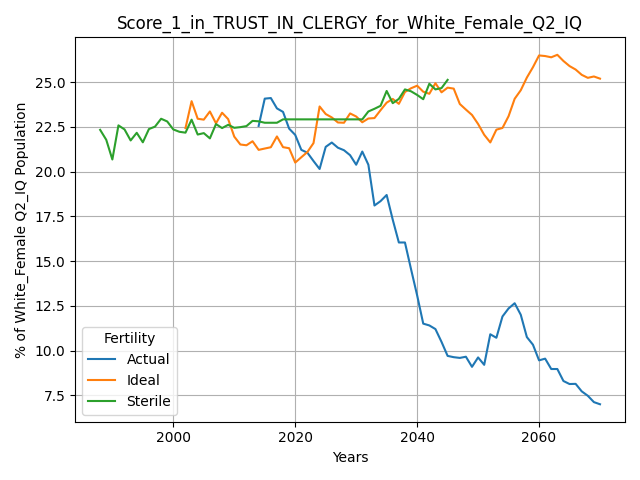 Score_1_in_TRUST_IN_CLERGY_for_White_Female_Q2_IQ
% of White_Female Q2_IQ Population
25.0
22.5
20.0
17.5
15.0
12.5
10.0
7.5
Fertility
Actual
Ideal
Sterile
2000
2020
2040
2060
Years